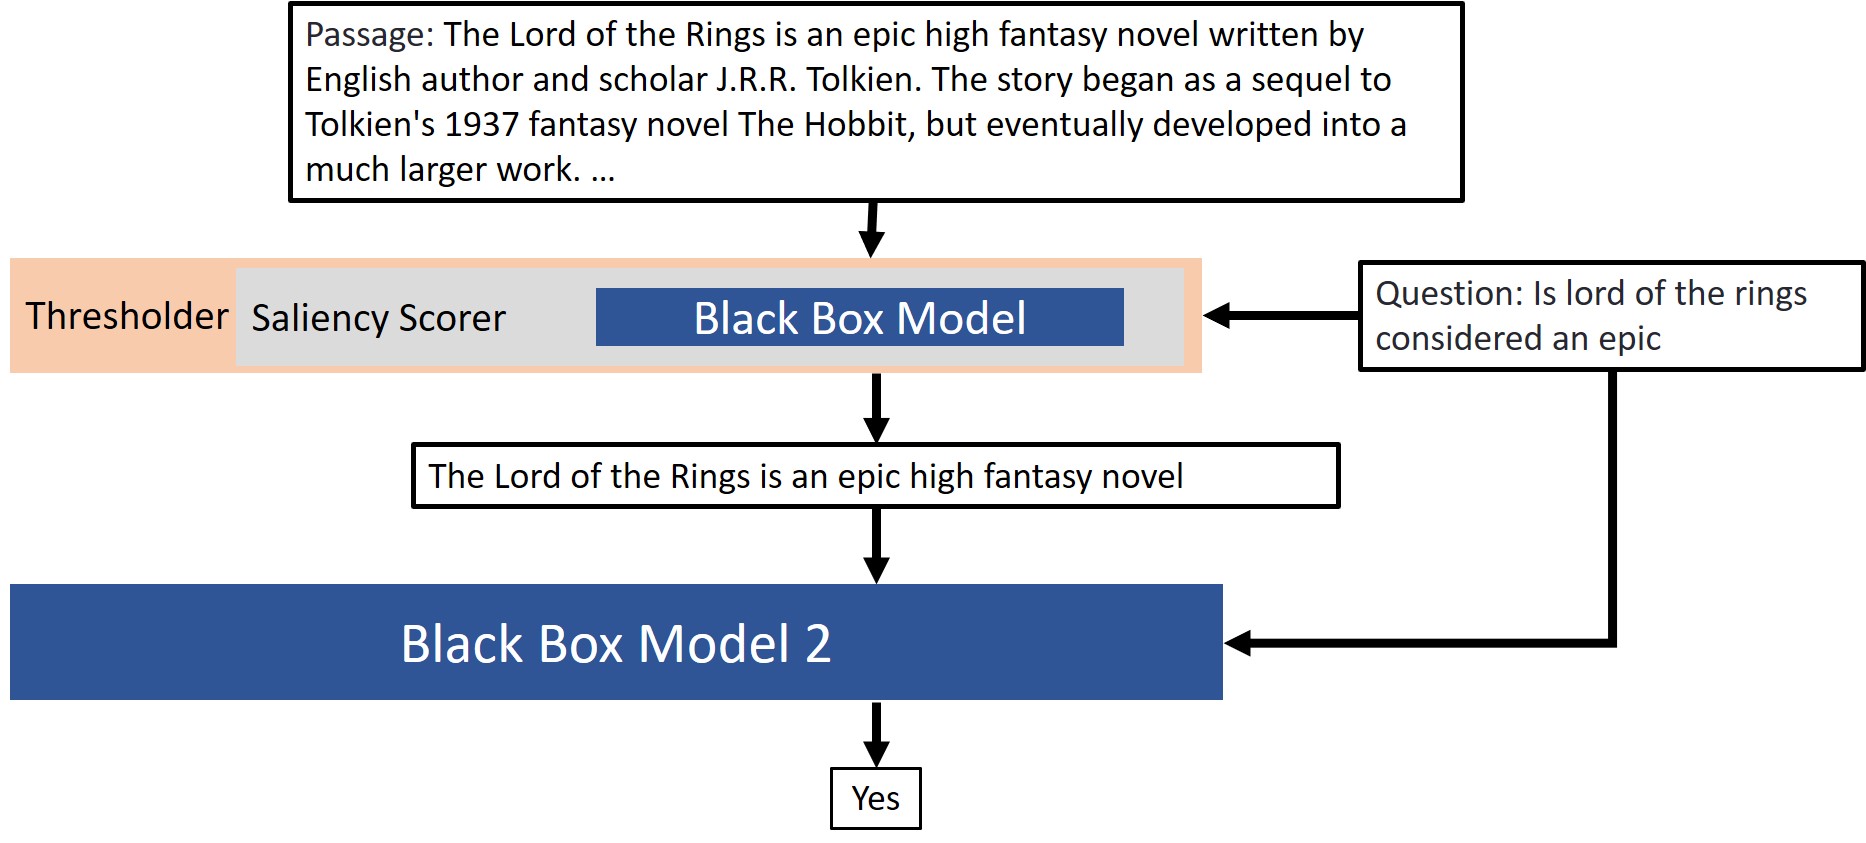 Passage: The Lord of the Rings is an epic high fantasy novel written by
English author and scholar J.R.R. Tolkien. The story began as a sequel to
Tolkien's 1937 fantasy novel The Hobbit, but eventually developed into a
much larger work. ...
Thresholder
Saliency Scorer
Black Box Model
Question: Is lord of the rings
considered an epic
The Lord of the Rings is an epic high fantasy novel
Black Box Model 2
Yes